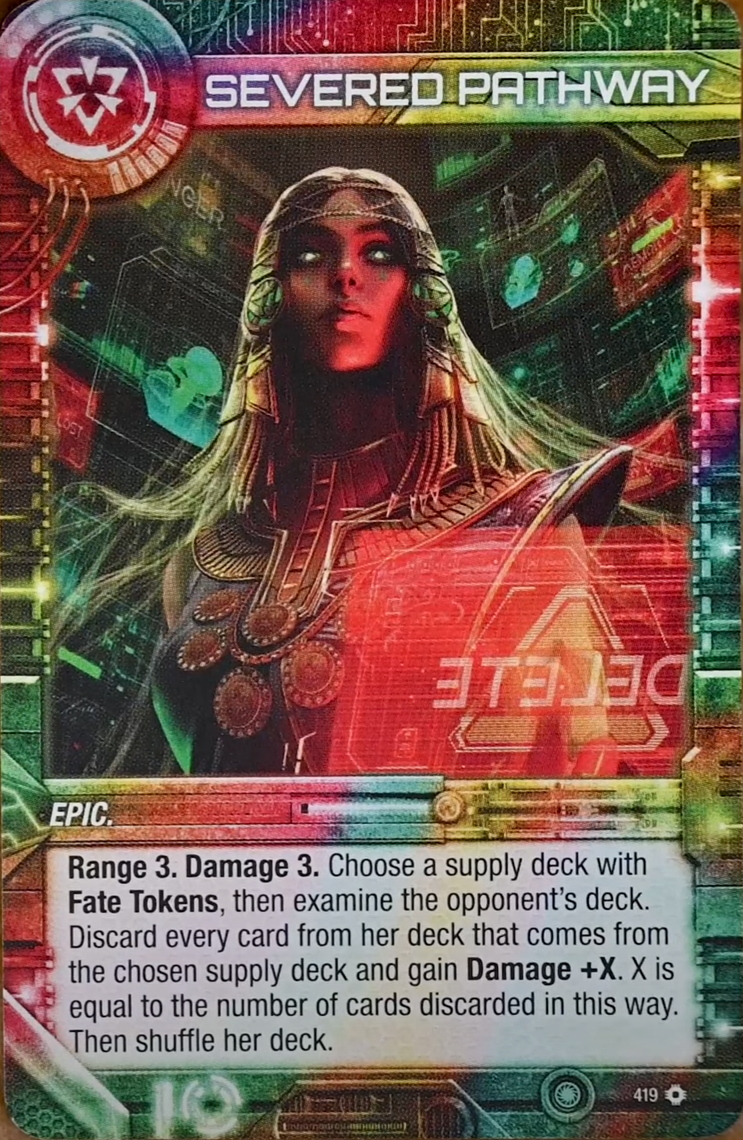 SEVERED PATHWAY
DELETE
EPIC.
Range 3. Damage 3. Choose a supply deck with
Fate Tokens, then examine the opponent's deck.
Discard every card from her deck that comes from
the chosen supply deck and gain Damage +X. X is
equal to the number of cards discarded in this way.
Then shuffle her deck.
419